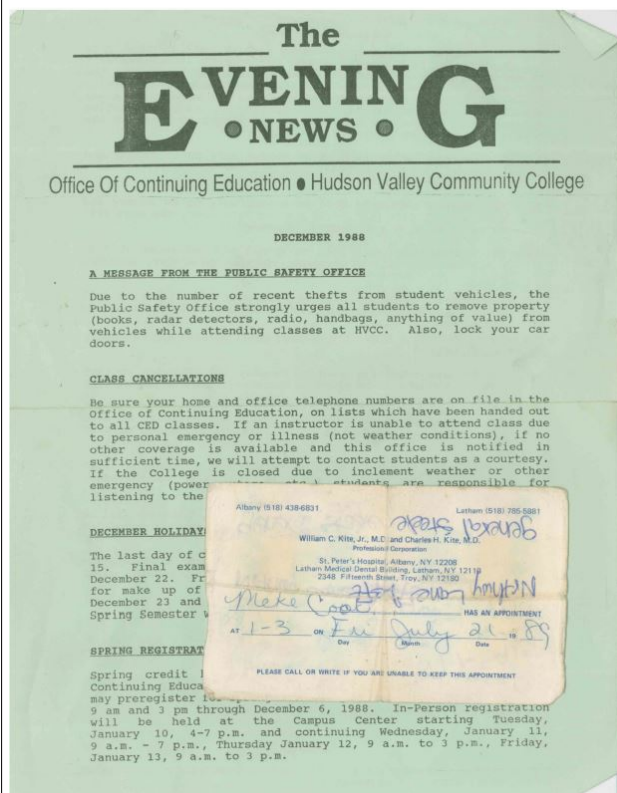 The
EVENING
NEWS
Office Of Continuing Education ● Hudson Valley Community College
DECEMBER 1988
A MESSAGE FROM THE PUBLIC SAFETY OFFICE
Due to the number of recent thefts from student vehicles, the
Public Safety Office strongly urges all students to remove property
(books, radar detectors, radio, handbags, anything of value) from
vehicles while attending classes at HVCC. Also, lock your car
doors.
CLASS CANCELLATIONS
Be sure your home and office telephone numbers are on file in the
Office of Continuing Education, on lists which have been handed out
to all CED classes. If an instructor is unable to attend class due
to personal emergency or illness (not weather conditions), if no
other coverage is available and this office is notified in
sufficient time, we will attempt to contact students as a courtesy.
If the College is closed due to inclement weather or other
emergency (power etc.) students are responsible for
listening to the
DECEMBER HOLIDAY
The last day of c
15. Final exam
December 22. Fr
for make up of
December 23 and
Spring Semester w
SPRING REGISTRAT
Spring credit
Continuing Educa
may preregister
9 am and 3 pm through December 6, 1988. In-Person registration
will be held at the Campus Center starting Tuesday,
January 10, 4-7 p.m. and continuing Wednesday, January 11,
9 a.m. - 7 p.m., Thursday January 12, 9 a.m. to 3 p.m., Friday,
January 13, 9 a.m. to 3 p.m.
Albany (518) 438-6831 Latham (518) 785-5881
general Steele
William C. Kite, Jr., M.D. and Charles H. Kite, M.D.
Professional Corporation
St. Peter's Hospital, Albany, NY 12208
Latham Medical Dental Building, Latham, NY 12110
2348 Fifteenth Street, Troy, NY 12180
Lane
HAS AN APPOINTMENT
AT 1-3 ON Fri July 21 19 89
Day Month Date
PLEASE CALL OR WRITE IF YOU ARE UNABLE TO KEEP THIS APPOINTMENT